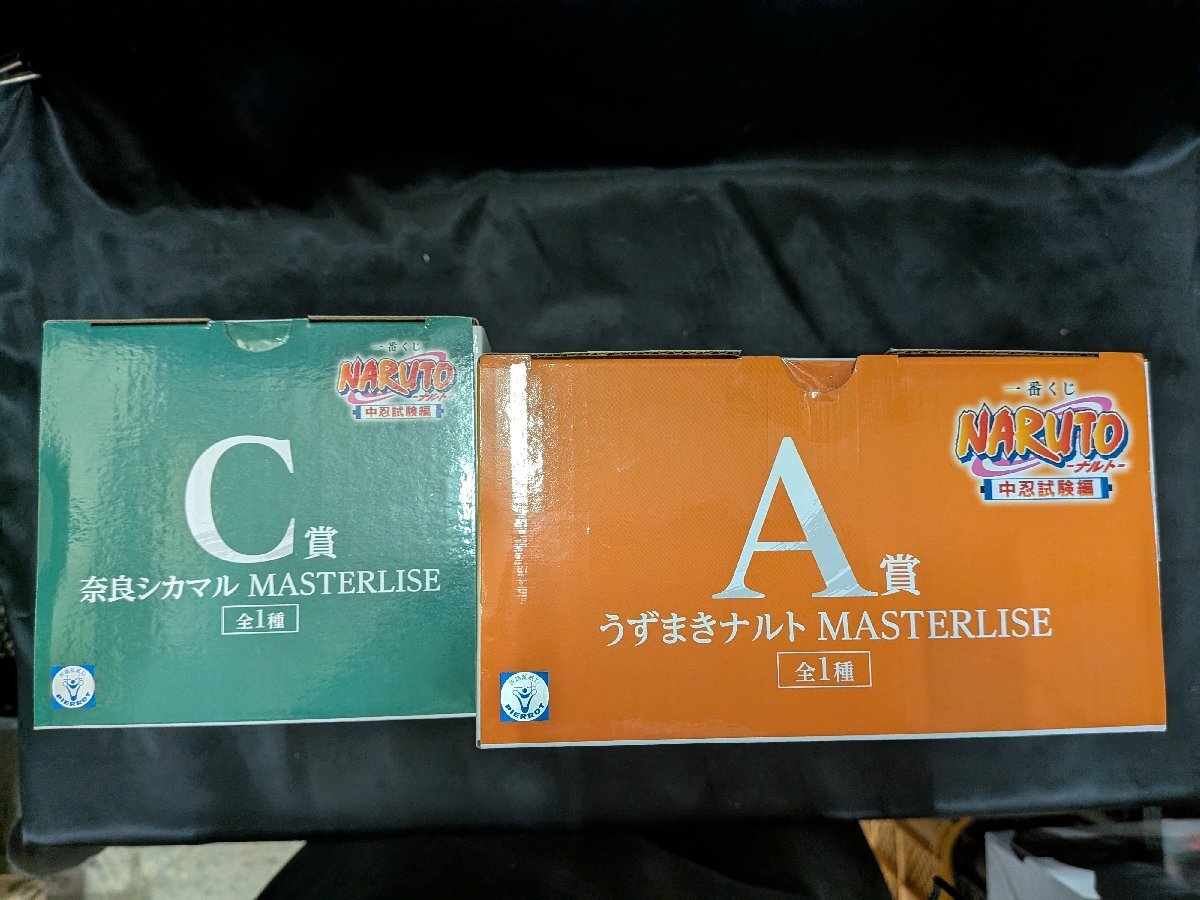 一番くじ
NARUTO
-ナルト-
中忍試験編
C賞
奈良シカマル MASTERLISE
全1種
PIERROT
一番くじ
NARUTO
-ナルト-
中忍試験編
A賞
うずまきナルト MASTERLISE
全1種
PIERROT